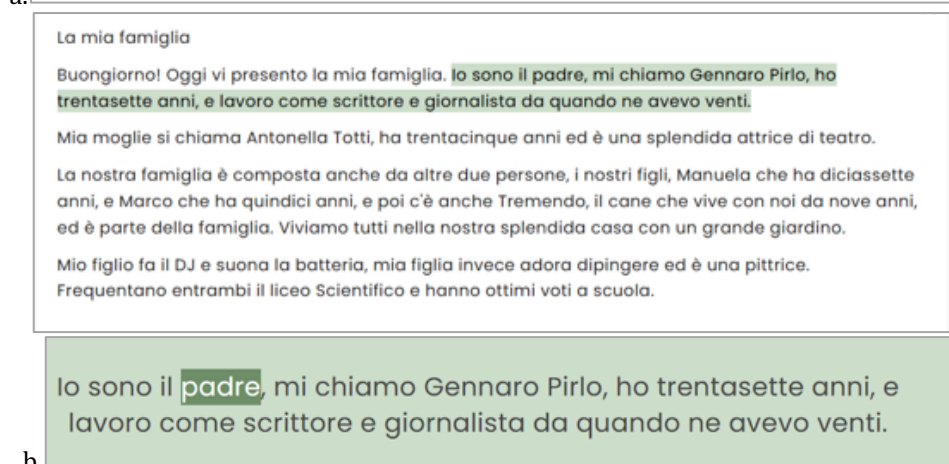 a.
La mia famiglia
Buongiorno! Oggi vi presento la mia famiglia. Io sono il padre, mi chiamo Gennaro Pirlo, ho
trentasette anni, e lavoro come scrittore e giornalista da quando ne avevo venti.
Mia moglie si chiama Antonella Totti, ha trentacinque anni ed è una splendida attrice di teatro.
La nostra famiglia è composta anche da altre due persone, i nostri figli, Manuela che ha diciassette
anni, e Marco che ha quindici anni, e poi c'è anche Tremendo, il cane che vive con noi da nove anni,
ed è parte della famiglia. Viviamo tutti nella nostra splendida casa con un grande giardino.
Mio figlio fa il DJ e suona la batteria, mia figlia invece adora dipingere ed è una pittrice.
Frequentano entrambi il liceo Scientifico e hanno ottimi voti a scuola.
Io sono il padre, mi chiamo Gennaro Pirlo, ho trentasette anni, e
lavoro come scrittore e giornalista da quando ne avevo venti.
b